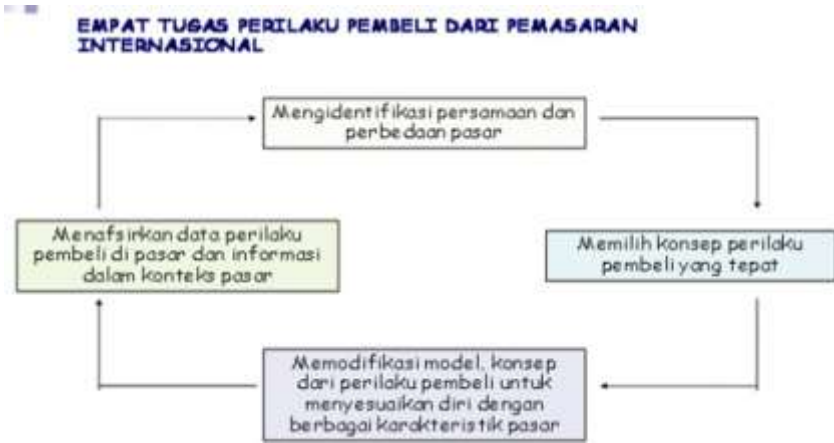 EMPAT TUGAS PERILAKU PEMBELI DARI PEMASARAN
INTERNASIONAL
Mengidentifikasi persamaan dan
perbedaan pasar
Menafsirkan data perilaku
pembeli di pasar dan informasi
dalam konteks pasar
Memilih konsep perilaku
pembeli yang tepat
Memodifikasi model, konsep
dari perilaku pembeli untuk
menyesuaikan diri dengan
berbagai karakteristik pasar